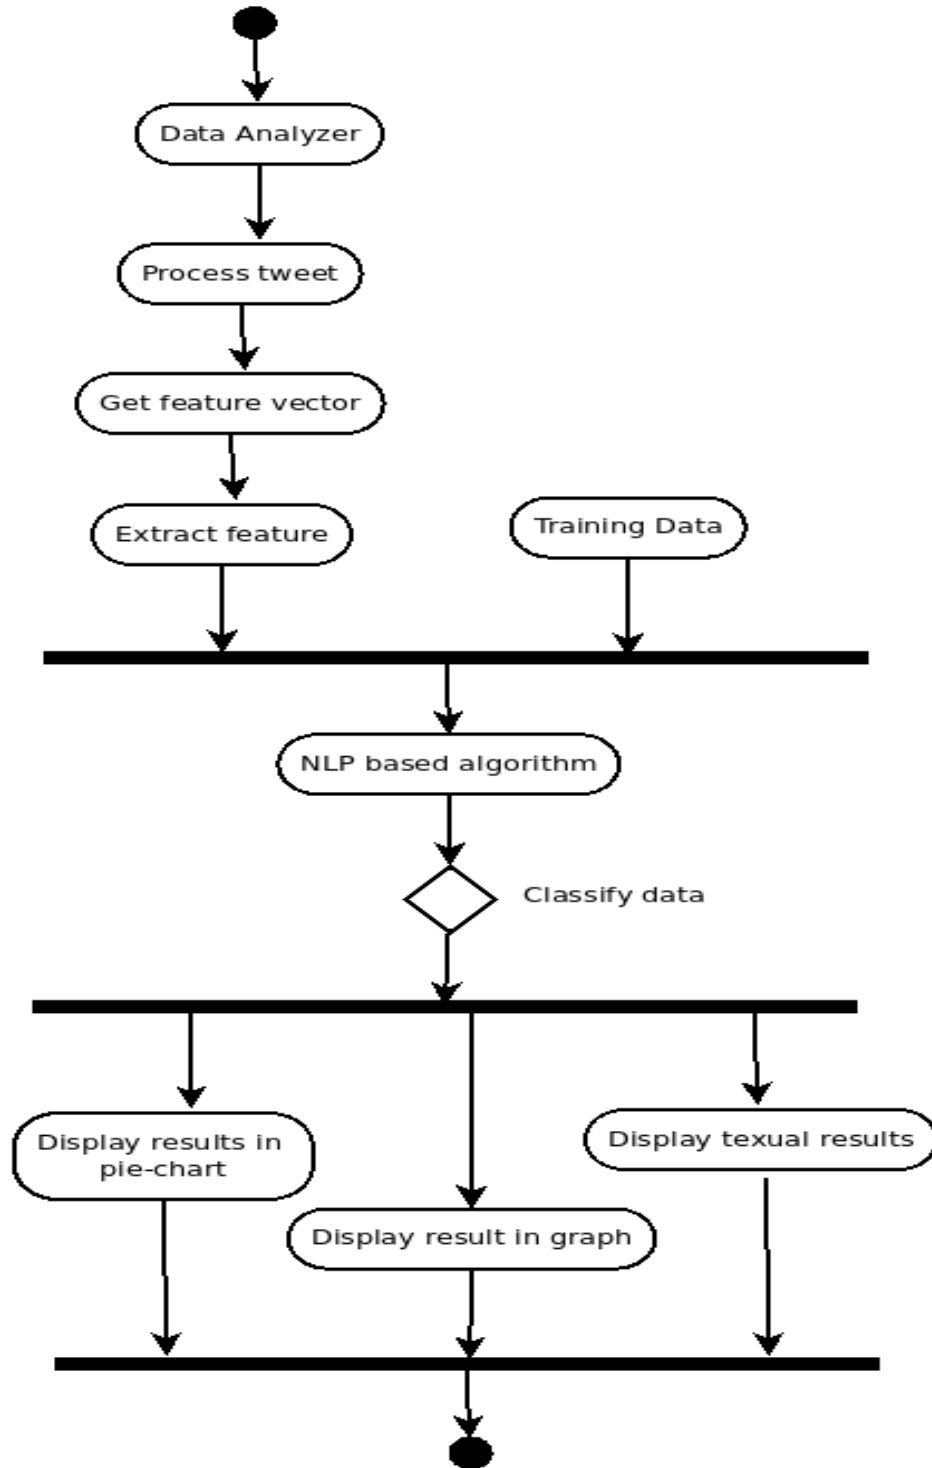 Data Analyzer
Process tweet
Get feature vector
Extract feature
Training Data
NLP based algorithm
Classify data
Display results in
pie-chart
Display texual results
Display result in graph